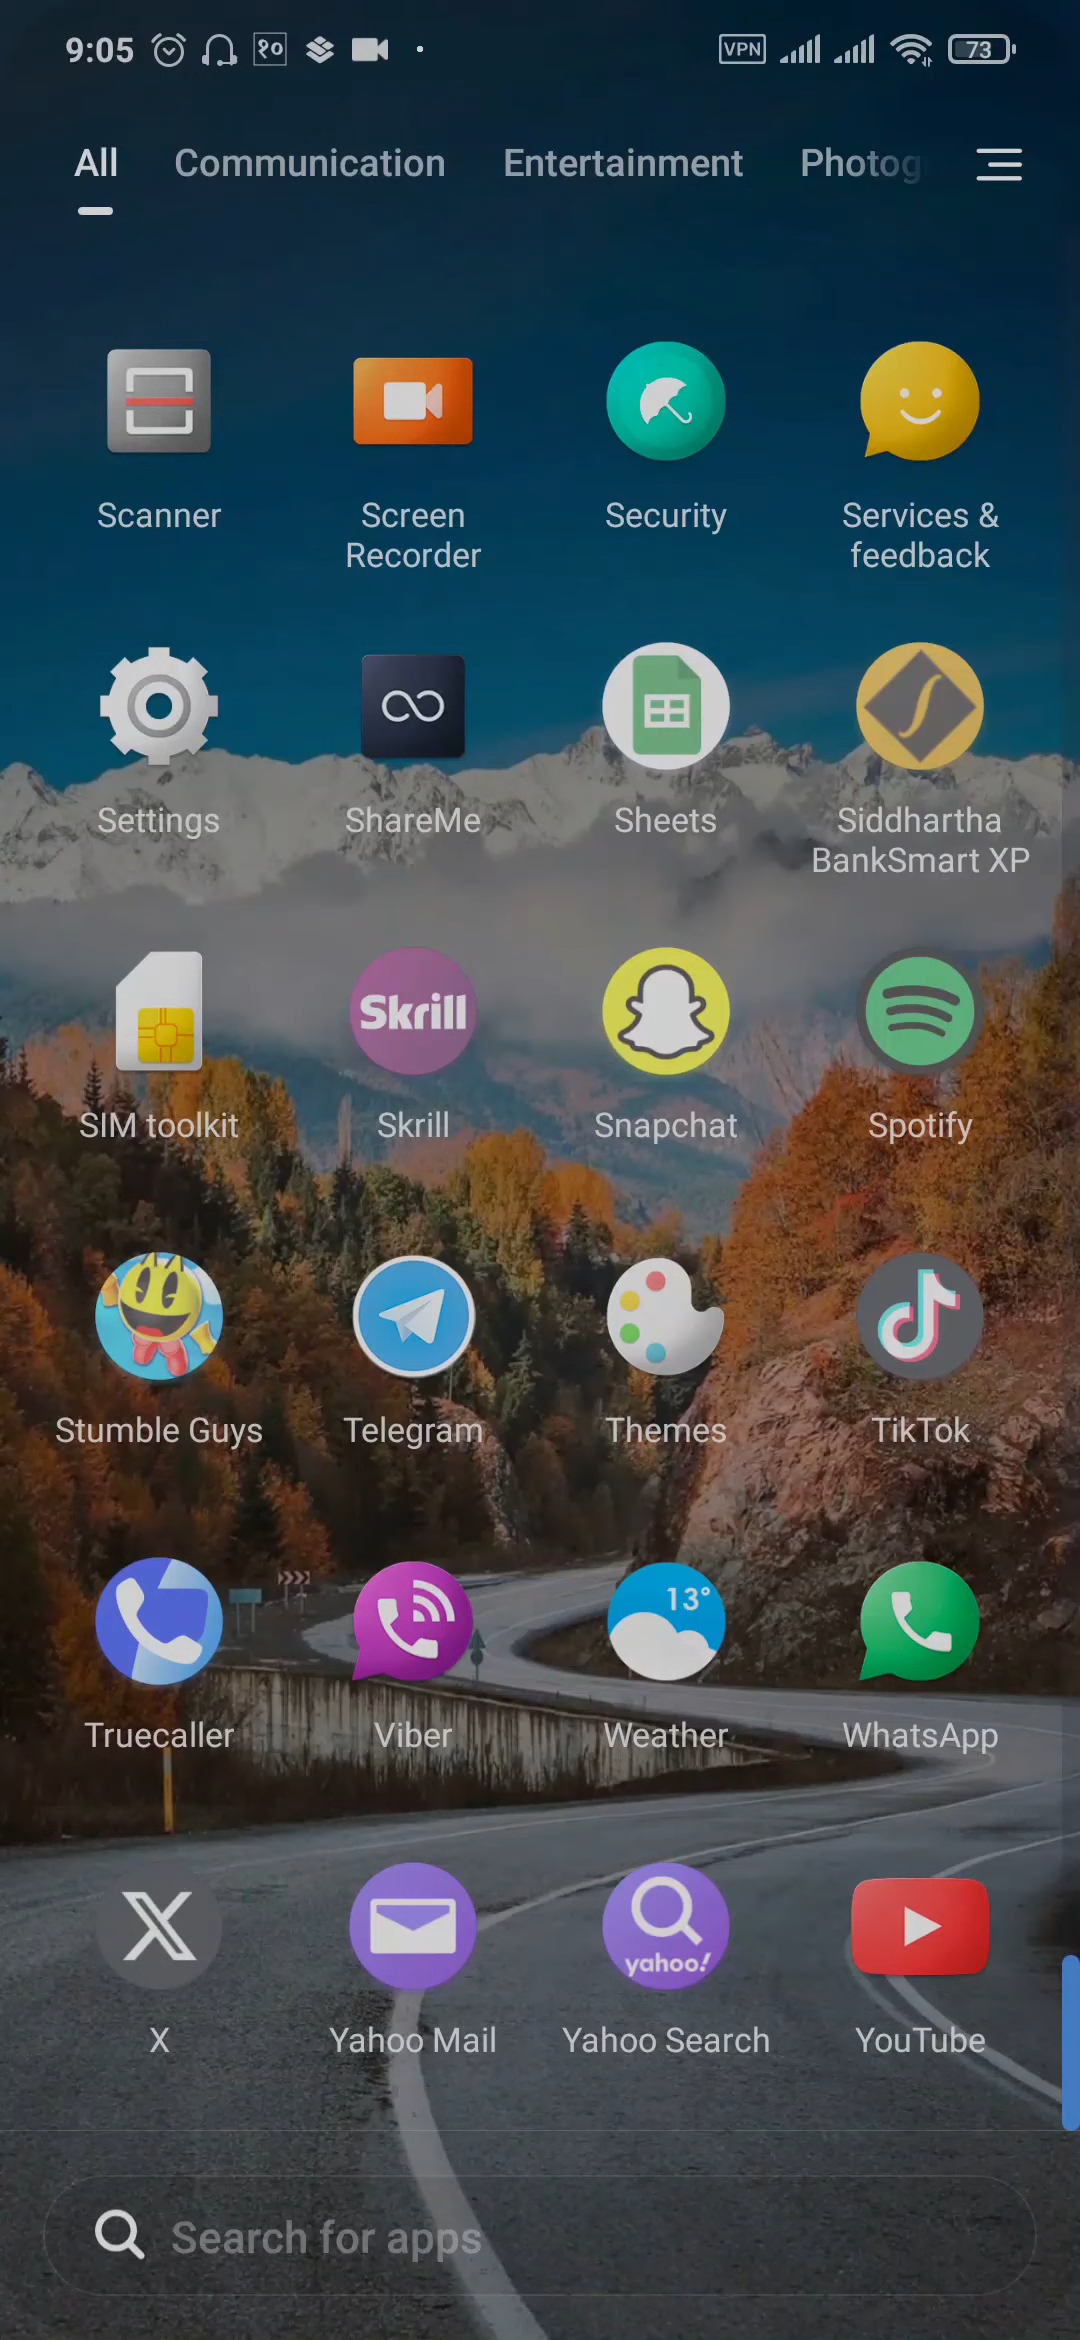 9:05 १० VPN 73
All Communication Entertainment Photog
Scanner
Screen
Recorder
Security
Services &
feedback
Settings
ShareMe
Sheets
Siddhartha
BankSmart XP
SIM toolkit
Skrill
Skrill
Snapchat
Spotify
Stumble Guys
Telegram
Themes
TikTok
Truecaller
Viber
13°
Weather
WhatsApp
X
Yahoo Mail
yahoo!
Yahoo Search
YouTube
Search for apps